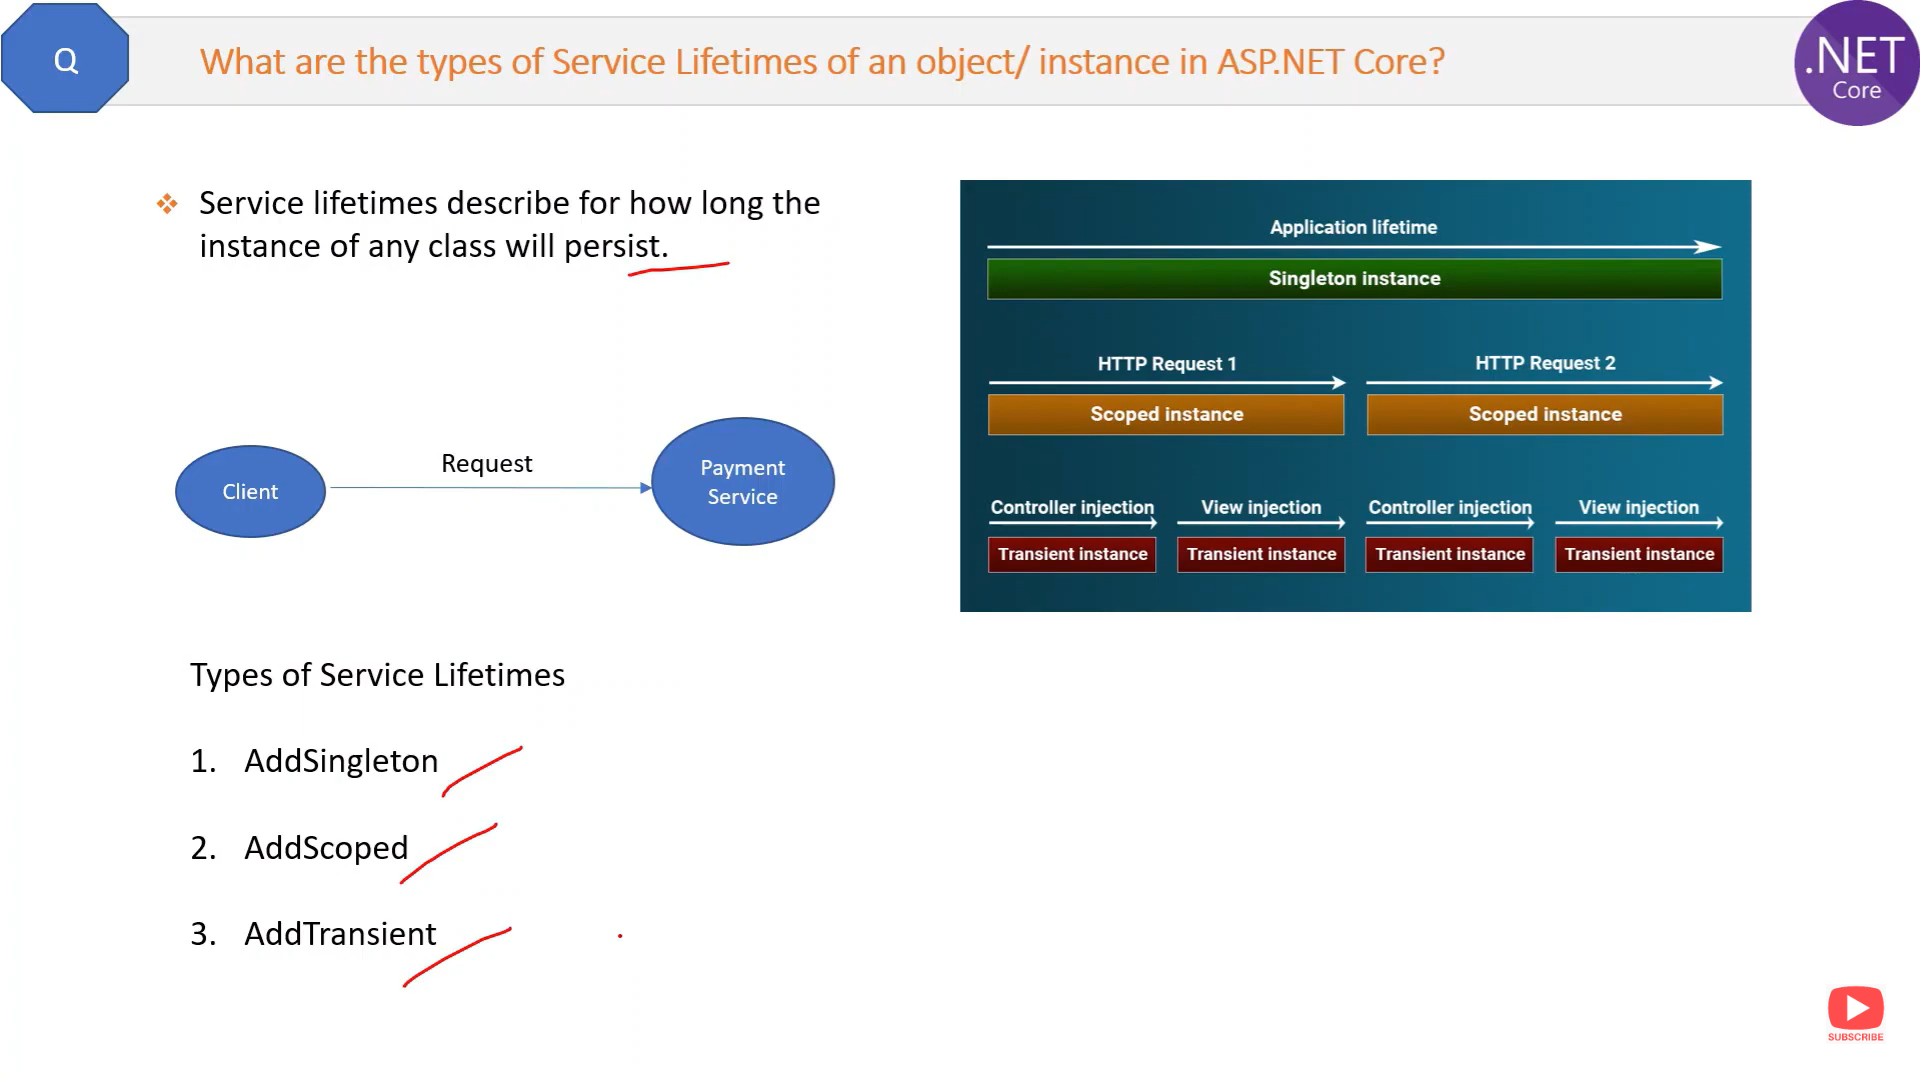 Q
What are the types of Service Lifetimes of an object/ instance in ASP.NET Core?
.NET
Core
Service lifetimes describe for how long the
instance of any class will persist.
Client
Request
Payment
Service
Application lifetime
Singleton instance
HTTP Request 1
HTTP Request 2
Scoped instance
Scoped instance
Controller injection
View injection
Controller injection
View injection
Transient instance
Transient instance
Transient instance
Transient instance
Types of Service Lifetimes
1. AddSingleton
2. AddScoped
3. AddTransient
SUBSCRIBE